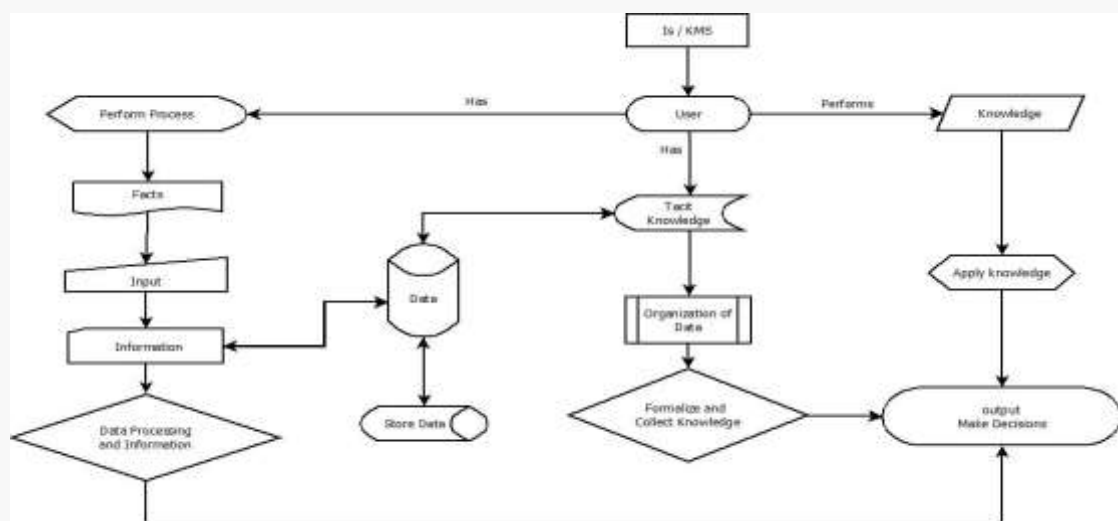 Is / KMS
Has
Performs
Perform Process
User
Knowledge
Has
Facts
Tacit
Knowledge
Input
Data
Apply knowledge
Organization of
Data
Information
Formalize and
Collect Knowledge
output
Make Decisions
Store Data
Data Processing
and Information